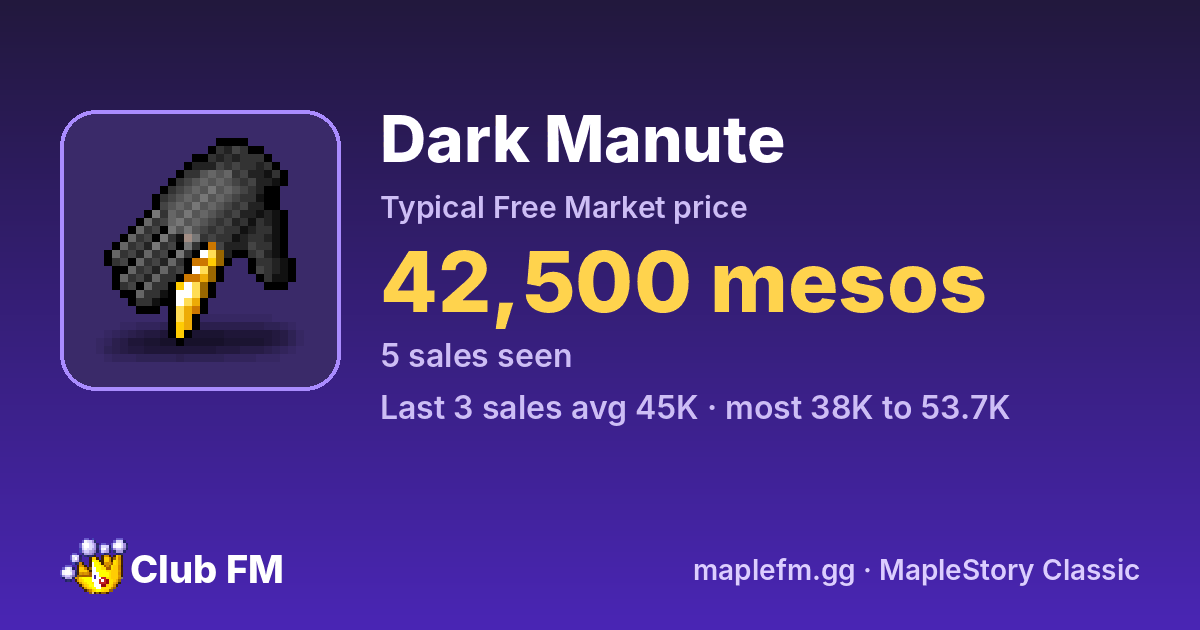 Dark Manute
Typical Free Market price
42,500 mesos
5 sales seen
Last 3 sales avg 45K · most 38K to 53.7K
Club FM
maplefm.gg · MapleStory Classic